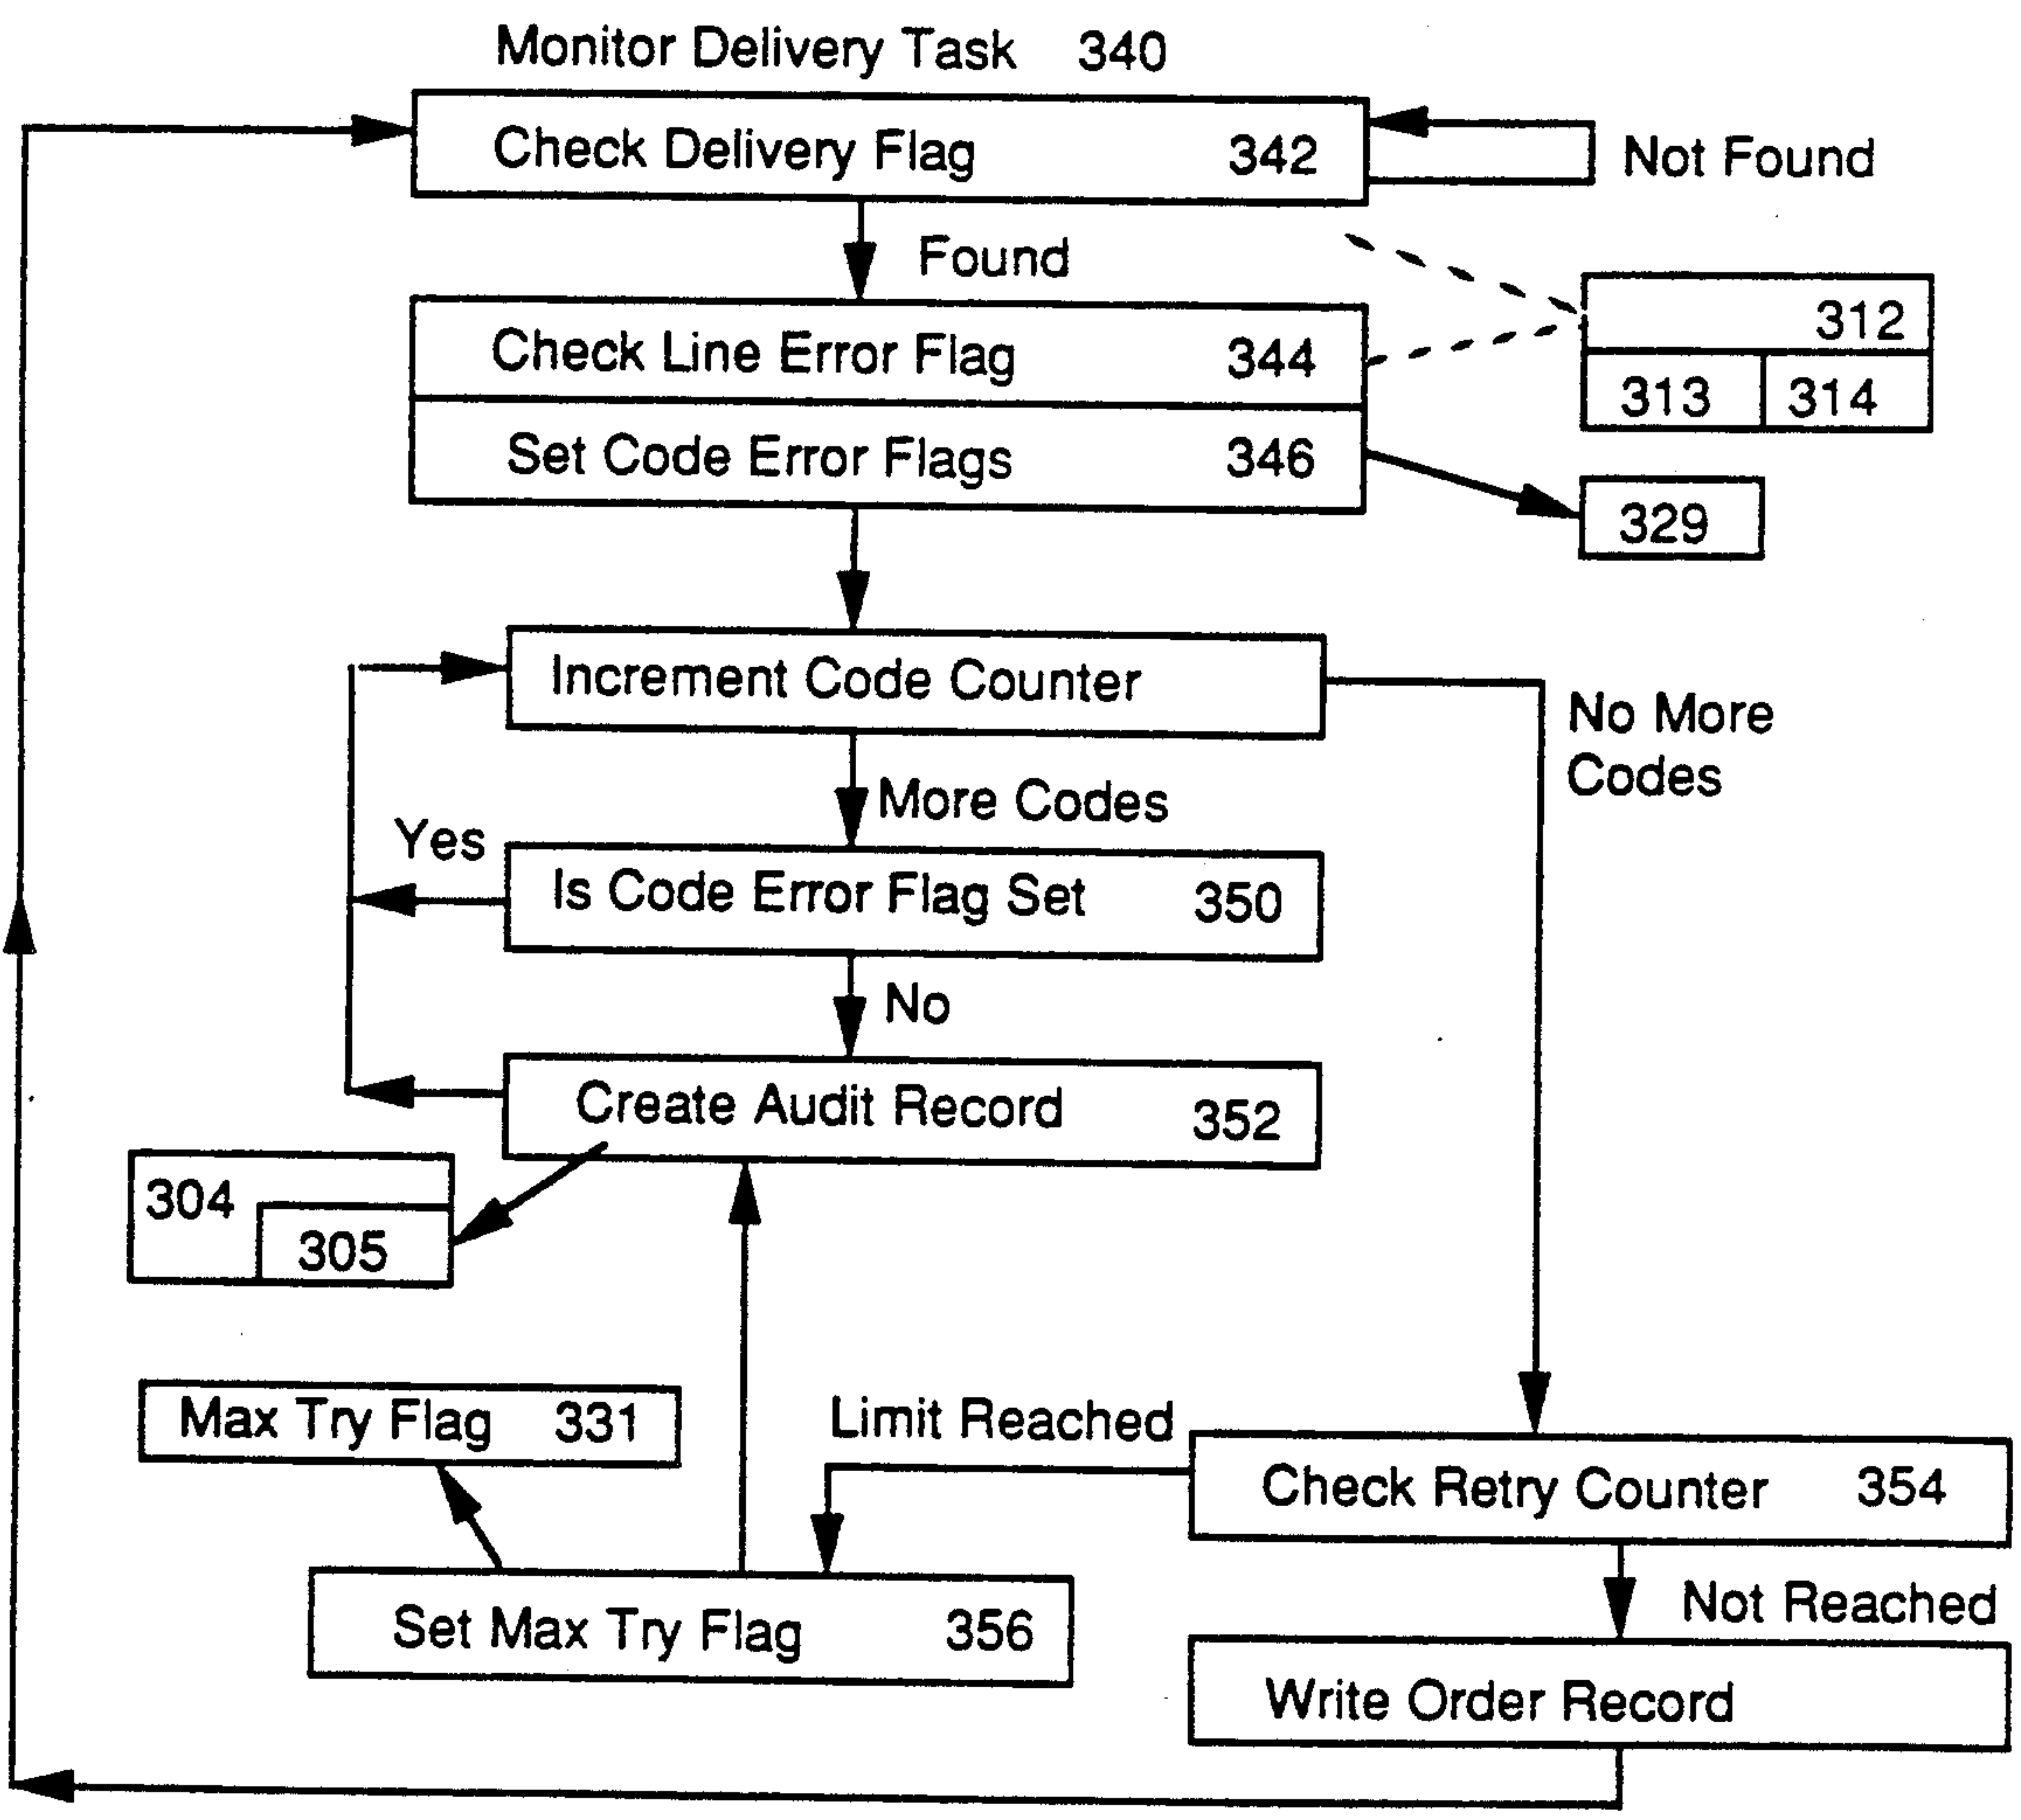 Monitor Delivery Task 340
Check Delivery Flag 342
Not Found
Found
312
Check Line Error Flag 344
313 314
Set Code Error Flags 346
329
Increment Code Counter
No More
Codes
More Codes
Yes
Is Code Error Flag Set 350
No
Create Audit Record 352
304
305
Max Try Flag 331
Limit Reached
Check Retry Counter 354
Not Reached
Set Max Try Flag 356
Write Order Record